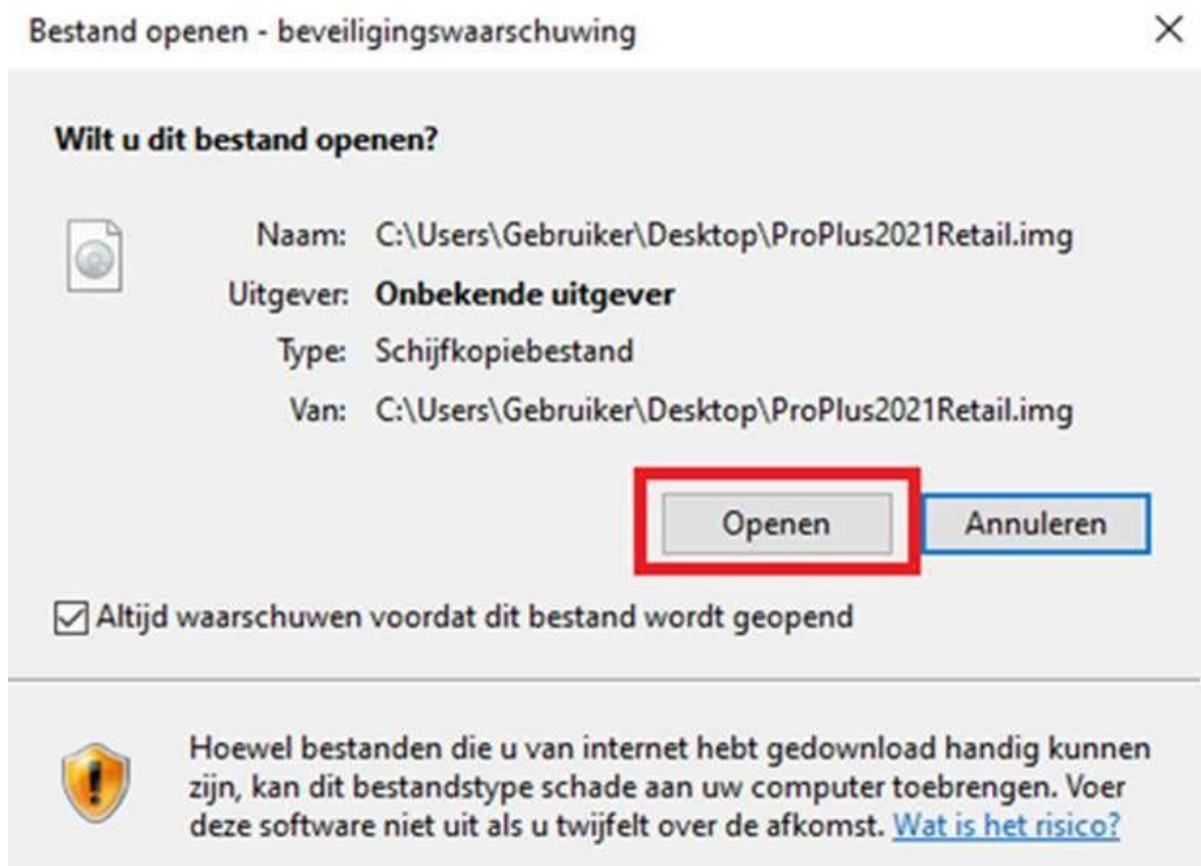 Bestand openen - beveiligingswaarschuwing
Wilt u dit bestand openen?
Naam: C:\Users\Gebruiker\Desktop\ProPlus2021Retail.img
Uitgever: Onbekende uitgever
Type: Schijfkopiebestand
Van: C:\Users\Gebruiker\Desktop\ProPlus2021Retail.img
Openen Annuleren
Altijd waarschuwen voordat dit bestand wordt geopend
Hoewel bestanden die u van internet hebt gedownload handig kunnen
zijn, kan dit bestandstype schade aan uw computer toebrengen. Voer
deze software niet uit als u twijfelt over de afkomst. Wat is het risico?